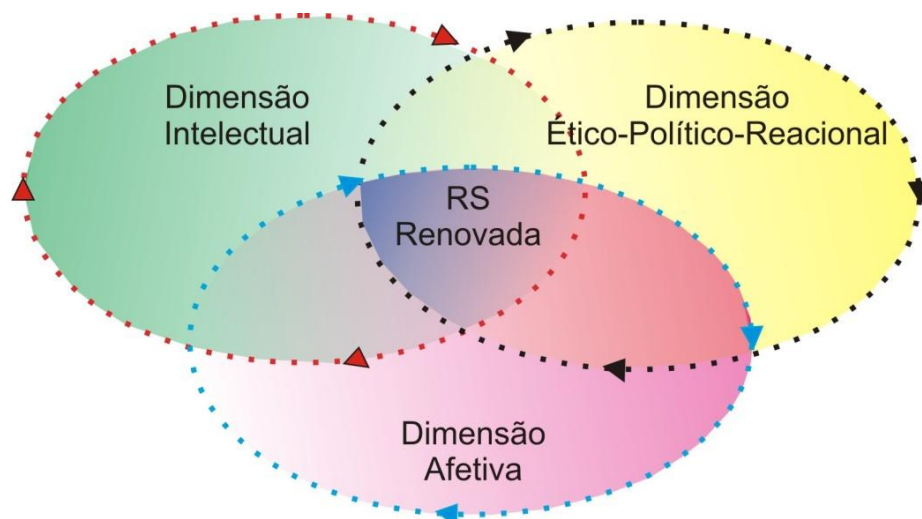 Dimensão
Intelectual
Dimensão
Ético-Político-Reacional
RS
Renovada
Dimensão
Afetiva